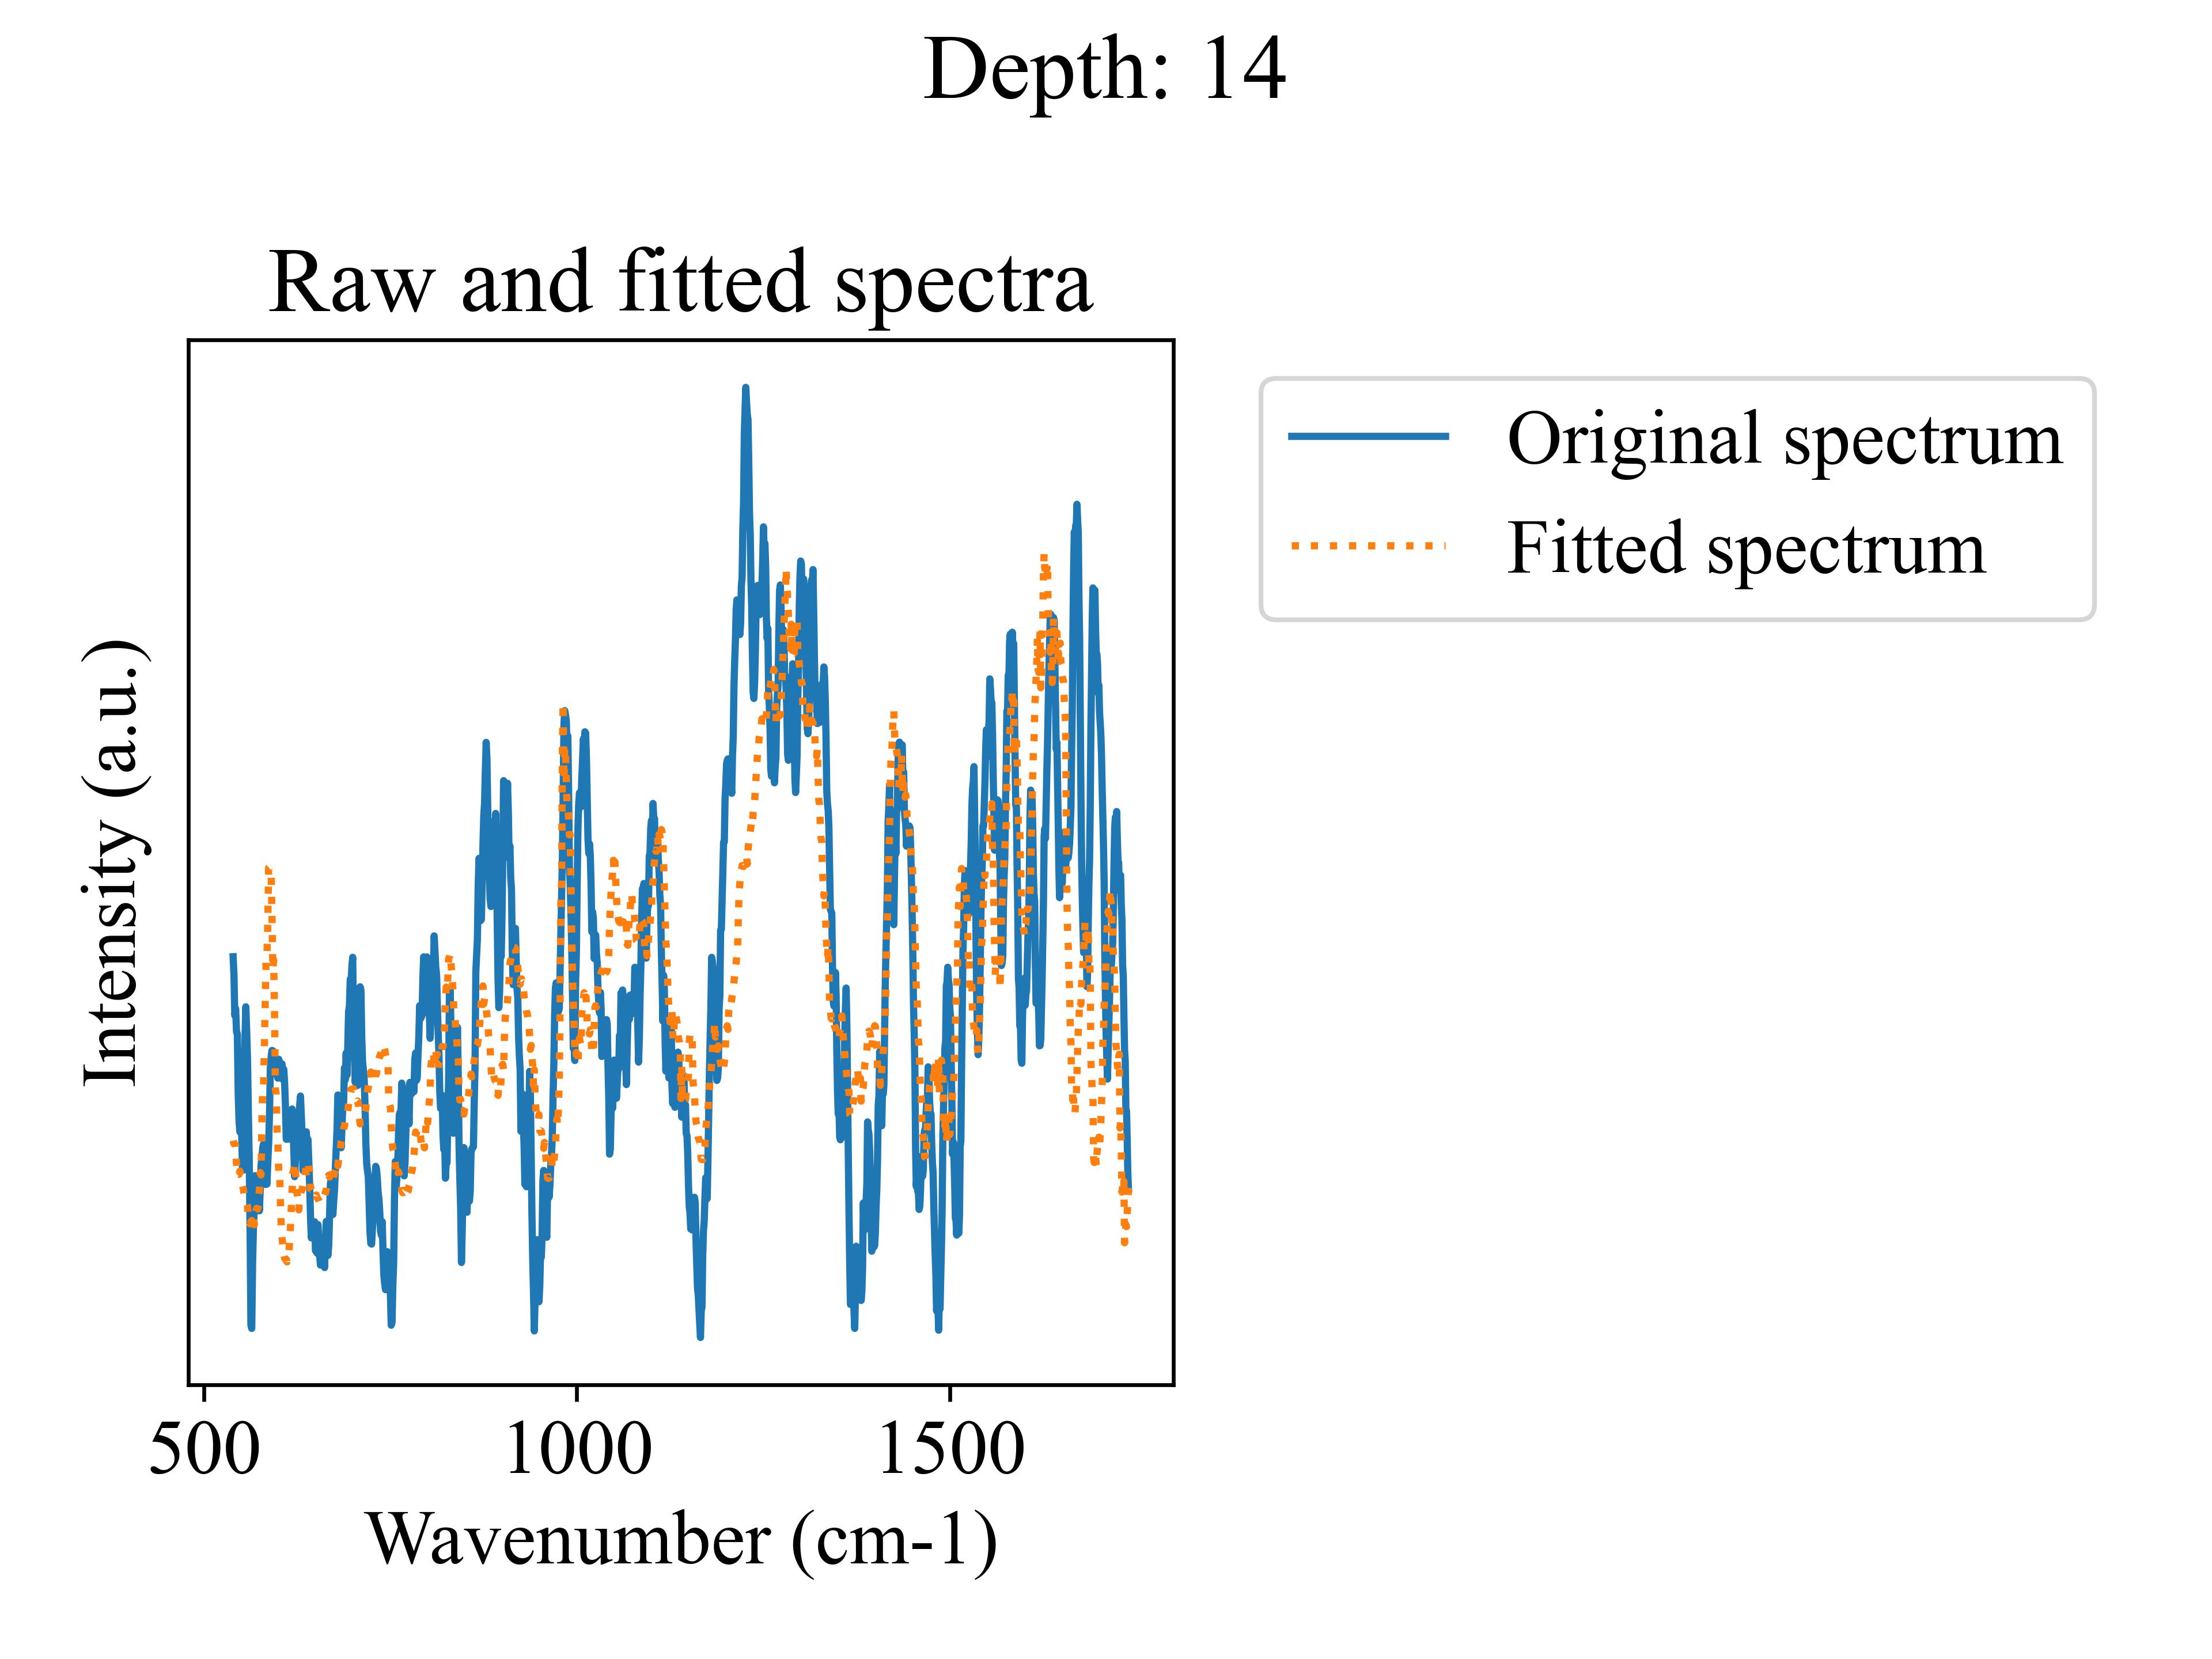 Depth: 14
Raw and fitted spectra
Original spectrum
Fitted spectrum
Intensity (a.u.)
500 1000 1500
Wavenumber (cm-1)